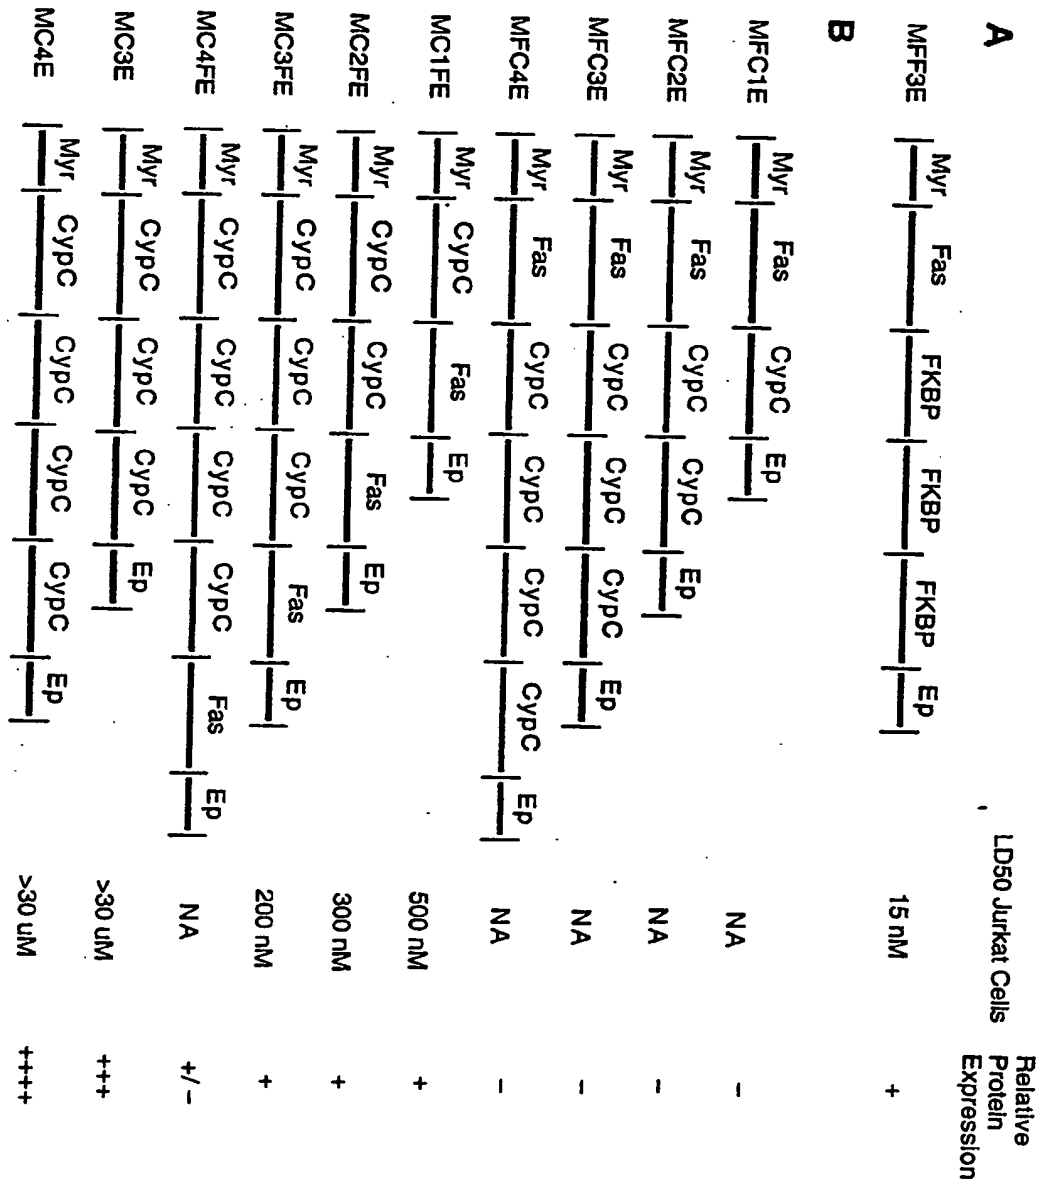 A
LD50 Jurkat Cells
Relative
Protein
Expression
MFF3E Myr Fas FKBP FKBP FKBP Ep 15 nM +
B
MFC1E Myr Fas CypC Ep NA –
MFC2E Myr Fas CypC CypC Ep NA –
MFC3E Myr Fas CypC CypC CypC Ep NA –
MFC4E Myr Fas CypC CypC CypC CypC Ep NA –
MC1FE Myr CypC Fas Ep 500 nM +
MC2FE Myr CypC CypC Fas Ep 300 nM +
MC3FE Myr CypC CypC CypC Fas Ep 200 nM +
MC4FE Myr CypC CypC CypC CypC Fas Ep NA +/–
MC3E Myr CypC CypC CypC Ep >30 uM +++
MC4E Myr CypC CypC CypC CypC Ep >30 uM ++++